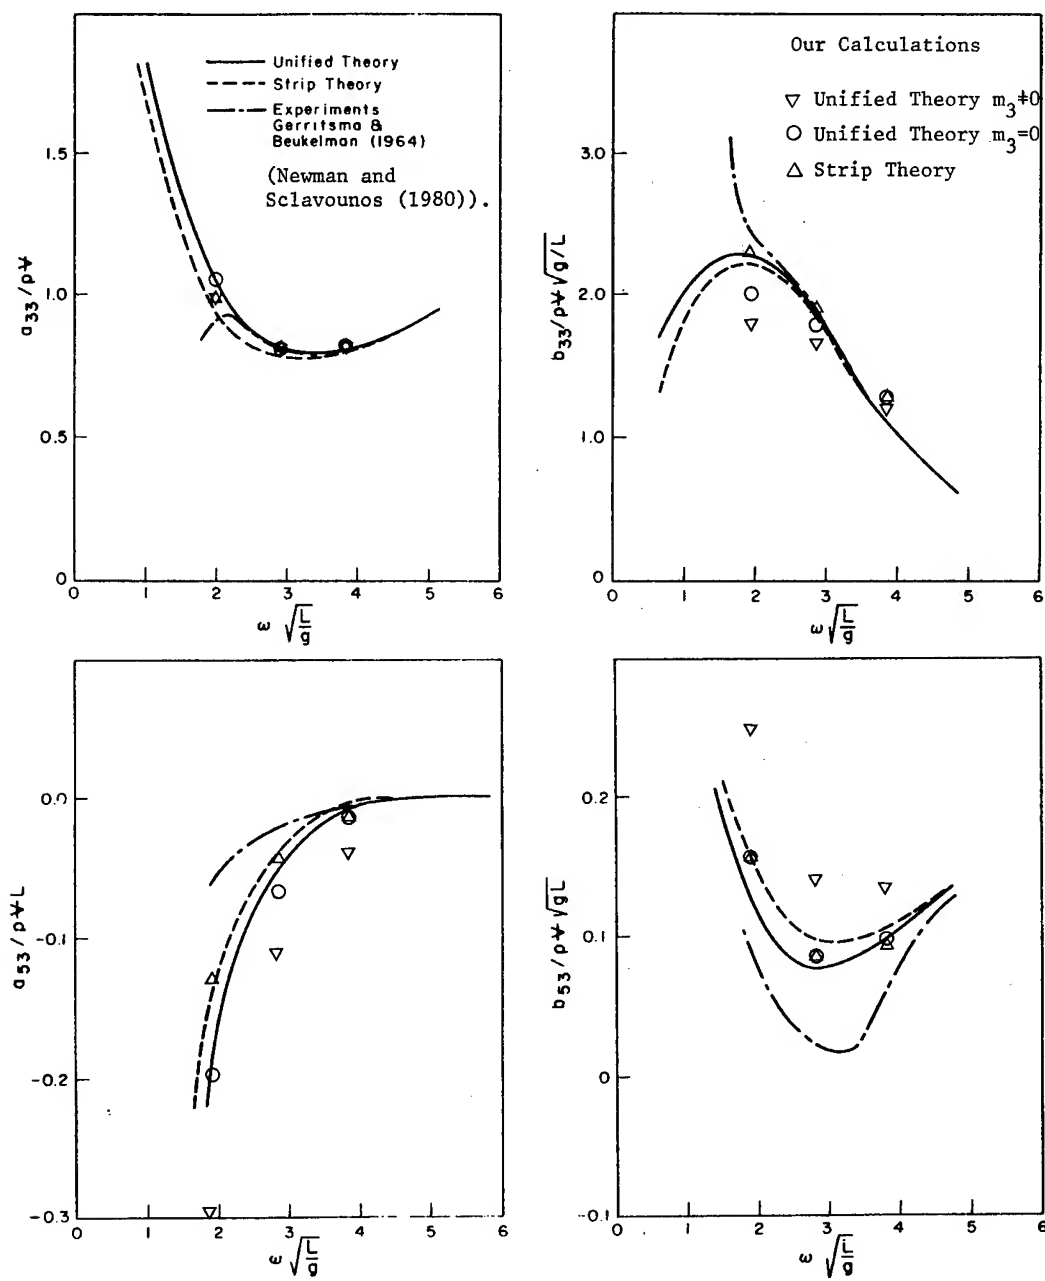 Unified Theory
Strip Theory
Experiments
Gerritsma &
Beukelman (1964)
(Newman and
Sclavounos (1980)).
1.5
1.0
0.5
0
0 1 2 3 4 5 6
a33/ρ∀
ω √L/g
Our Calculations
▽ Unified Theory m3≠0
○ Unified Theory m3=0
△ Strip Theory
3.0
2.0
1.0
0
0 1 2 3 4 5 6
b33/ρ∀√g/L
ω √L/g
0.0
-0.1
-0.2
-0.3
0 1 2 3 4 5 6
a53/ρ∀L
ω √L/g
0.2
0.1
0
-0.1
0 1 2 3 4 5 6
b53/ρ∀√gL
ω √L/g